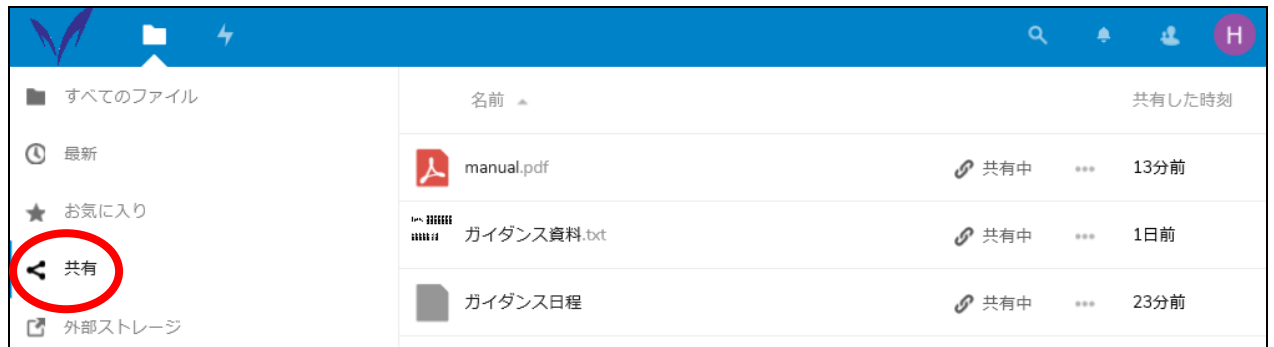 H
すべてのファイル
名前
共有した時刻
最新
manual.pdf
共有中
13分前
お気に入り
ガイダンス資料.txt
共有中
1日前
共有
ガイダンス日程
共有中
23分前
外部ストレージ